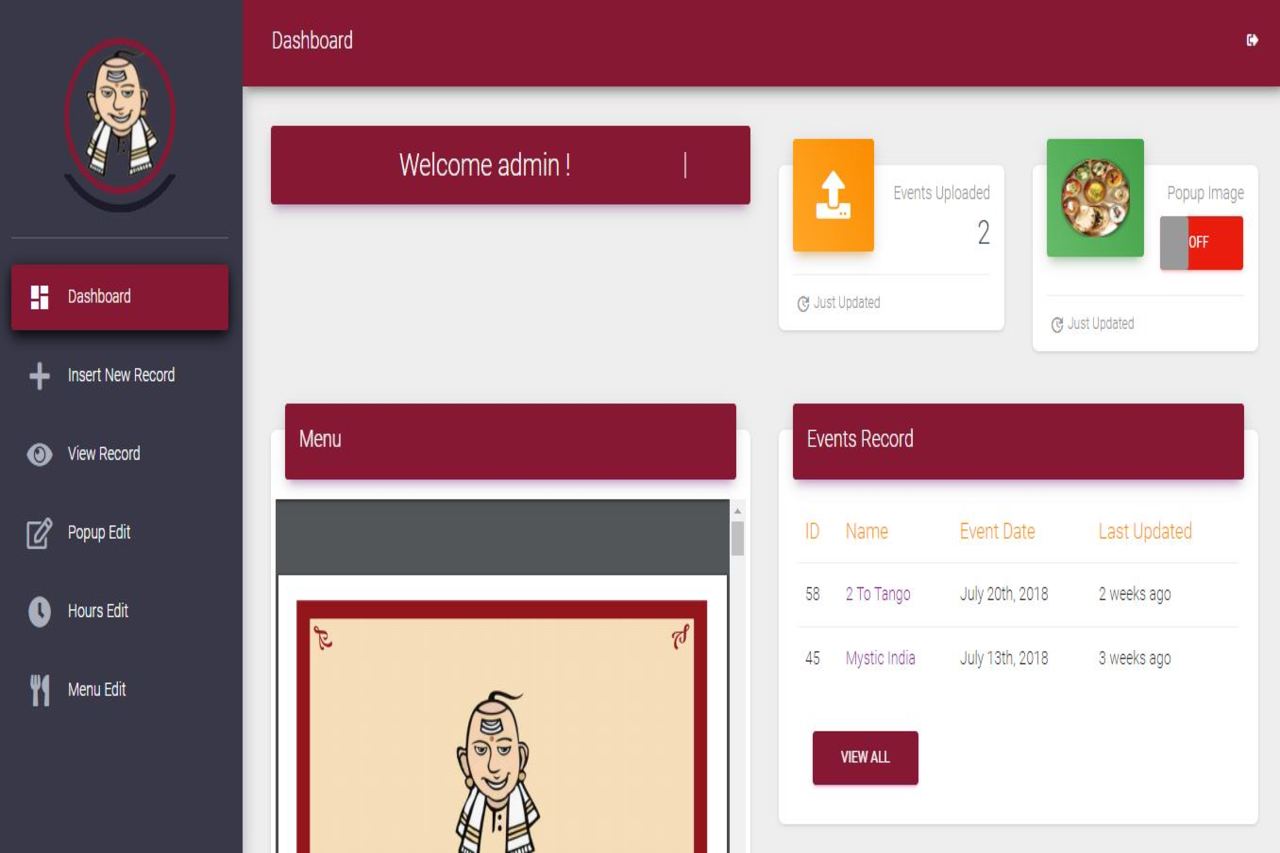 Dashboard
Welcome admin !
Events Uploaded
2
Just Updated
Popup Image
OFF
Just Updated
Dashboard
Insert New Record
View Record
Popup Edit
Hours Edit
Menu Edit
Menu
Events Record
ID Name Event Date Last Updated
58 2 To Tango July 20th, 2018 2 weeks ago
45 Mystic India July 13th, 2018 3 weeks ago
VIEW ALL